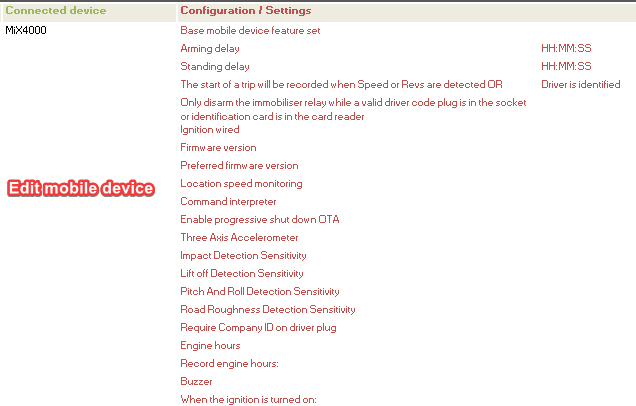 Connected device Configuration / Settings
MiX4000 Base mobile device feature set
Arming delay HH:MM:SS
Standing delay HH:MM:SS
The start of a trip will be recorded when Speed or Revs are detected OR Driver is identified
Only disarm the immobiliser relay while a valid driver code plug is in the socket
or identification card is in the card reader
Ignition wired
Firmware version
Preferred firmware version
Edit mobile device Location speed monitoring
Command interpreter
Enable progressive shut down OTA
Three Axis Accelerometer
Impact Detection Sensitivity
Lift off Detection Sensitivity
Pitch And Roll Detection Sensitivity
Road Roughness Detection Sensitivity
Require Company ID on driver plug
Engine hours
Record engine hours:
Buzzer
When the ignition is turned on: